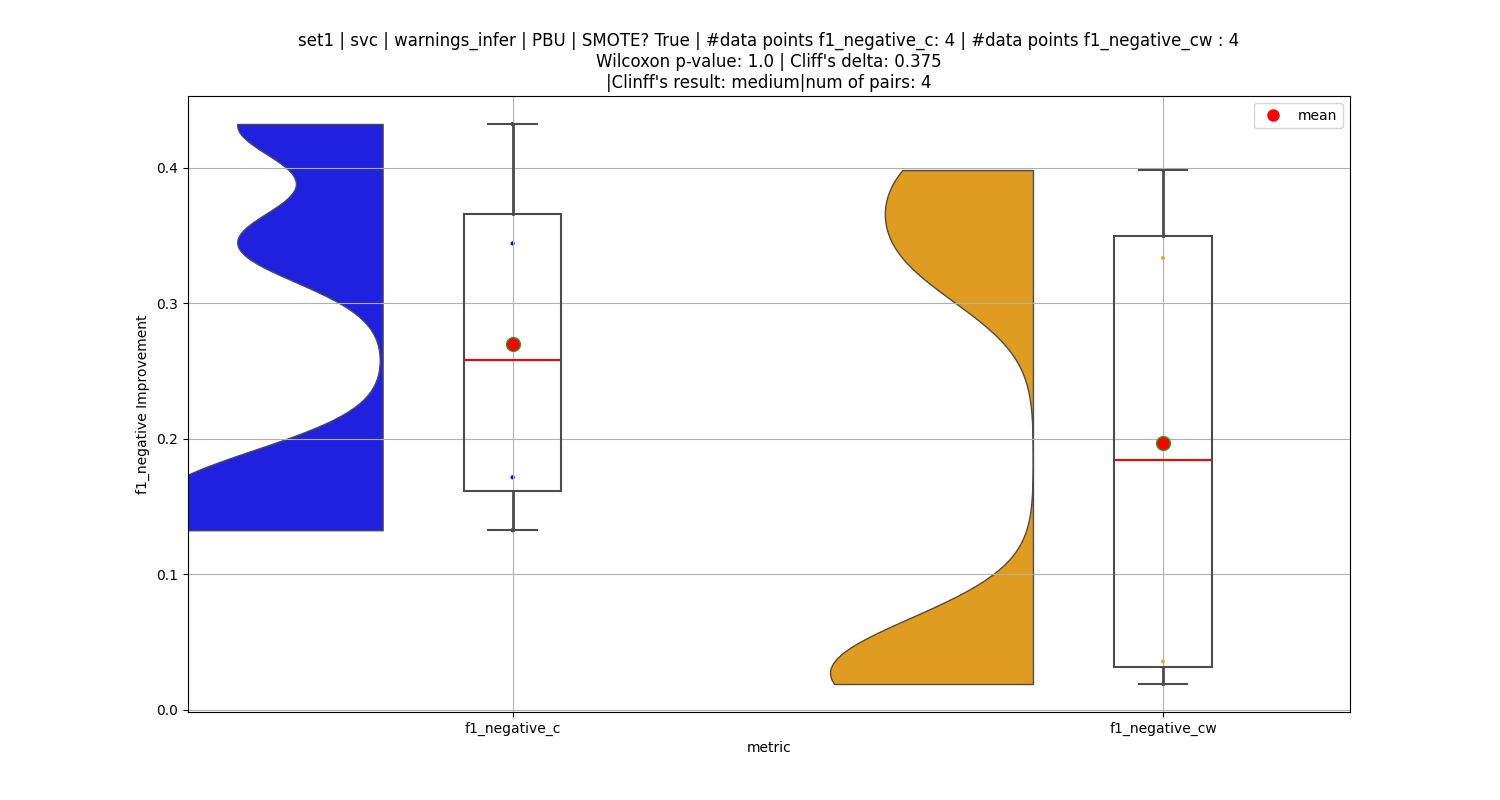 set1 | svc | warnings_infer | PBU | SMOTE? True | #data points f1_negative_c: 4 | #data points f1_negative_cw : 4
Wilcoxon p-value: 1.0 | Cliff's delta: 0.375
|Clinff's result: medium|num of pairs: 4
mean
0.4
0.3
0.2
0.1
0.0
f1_negative Improvement
f1_negative_c
f1_negative_cw
metric